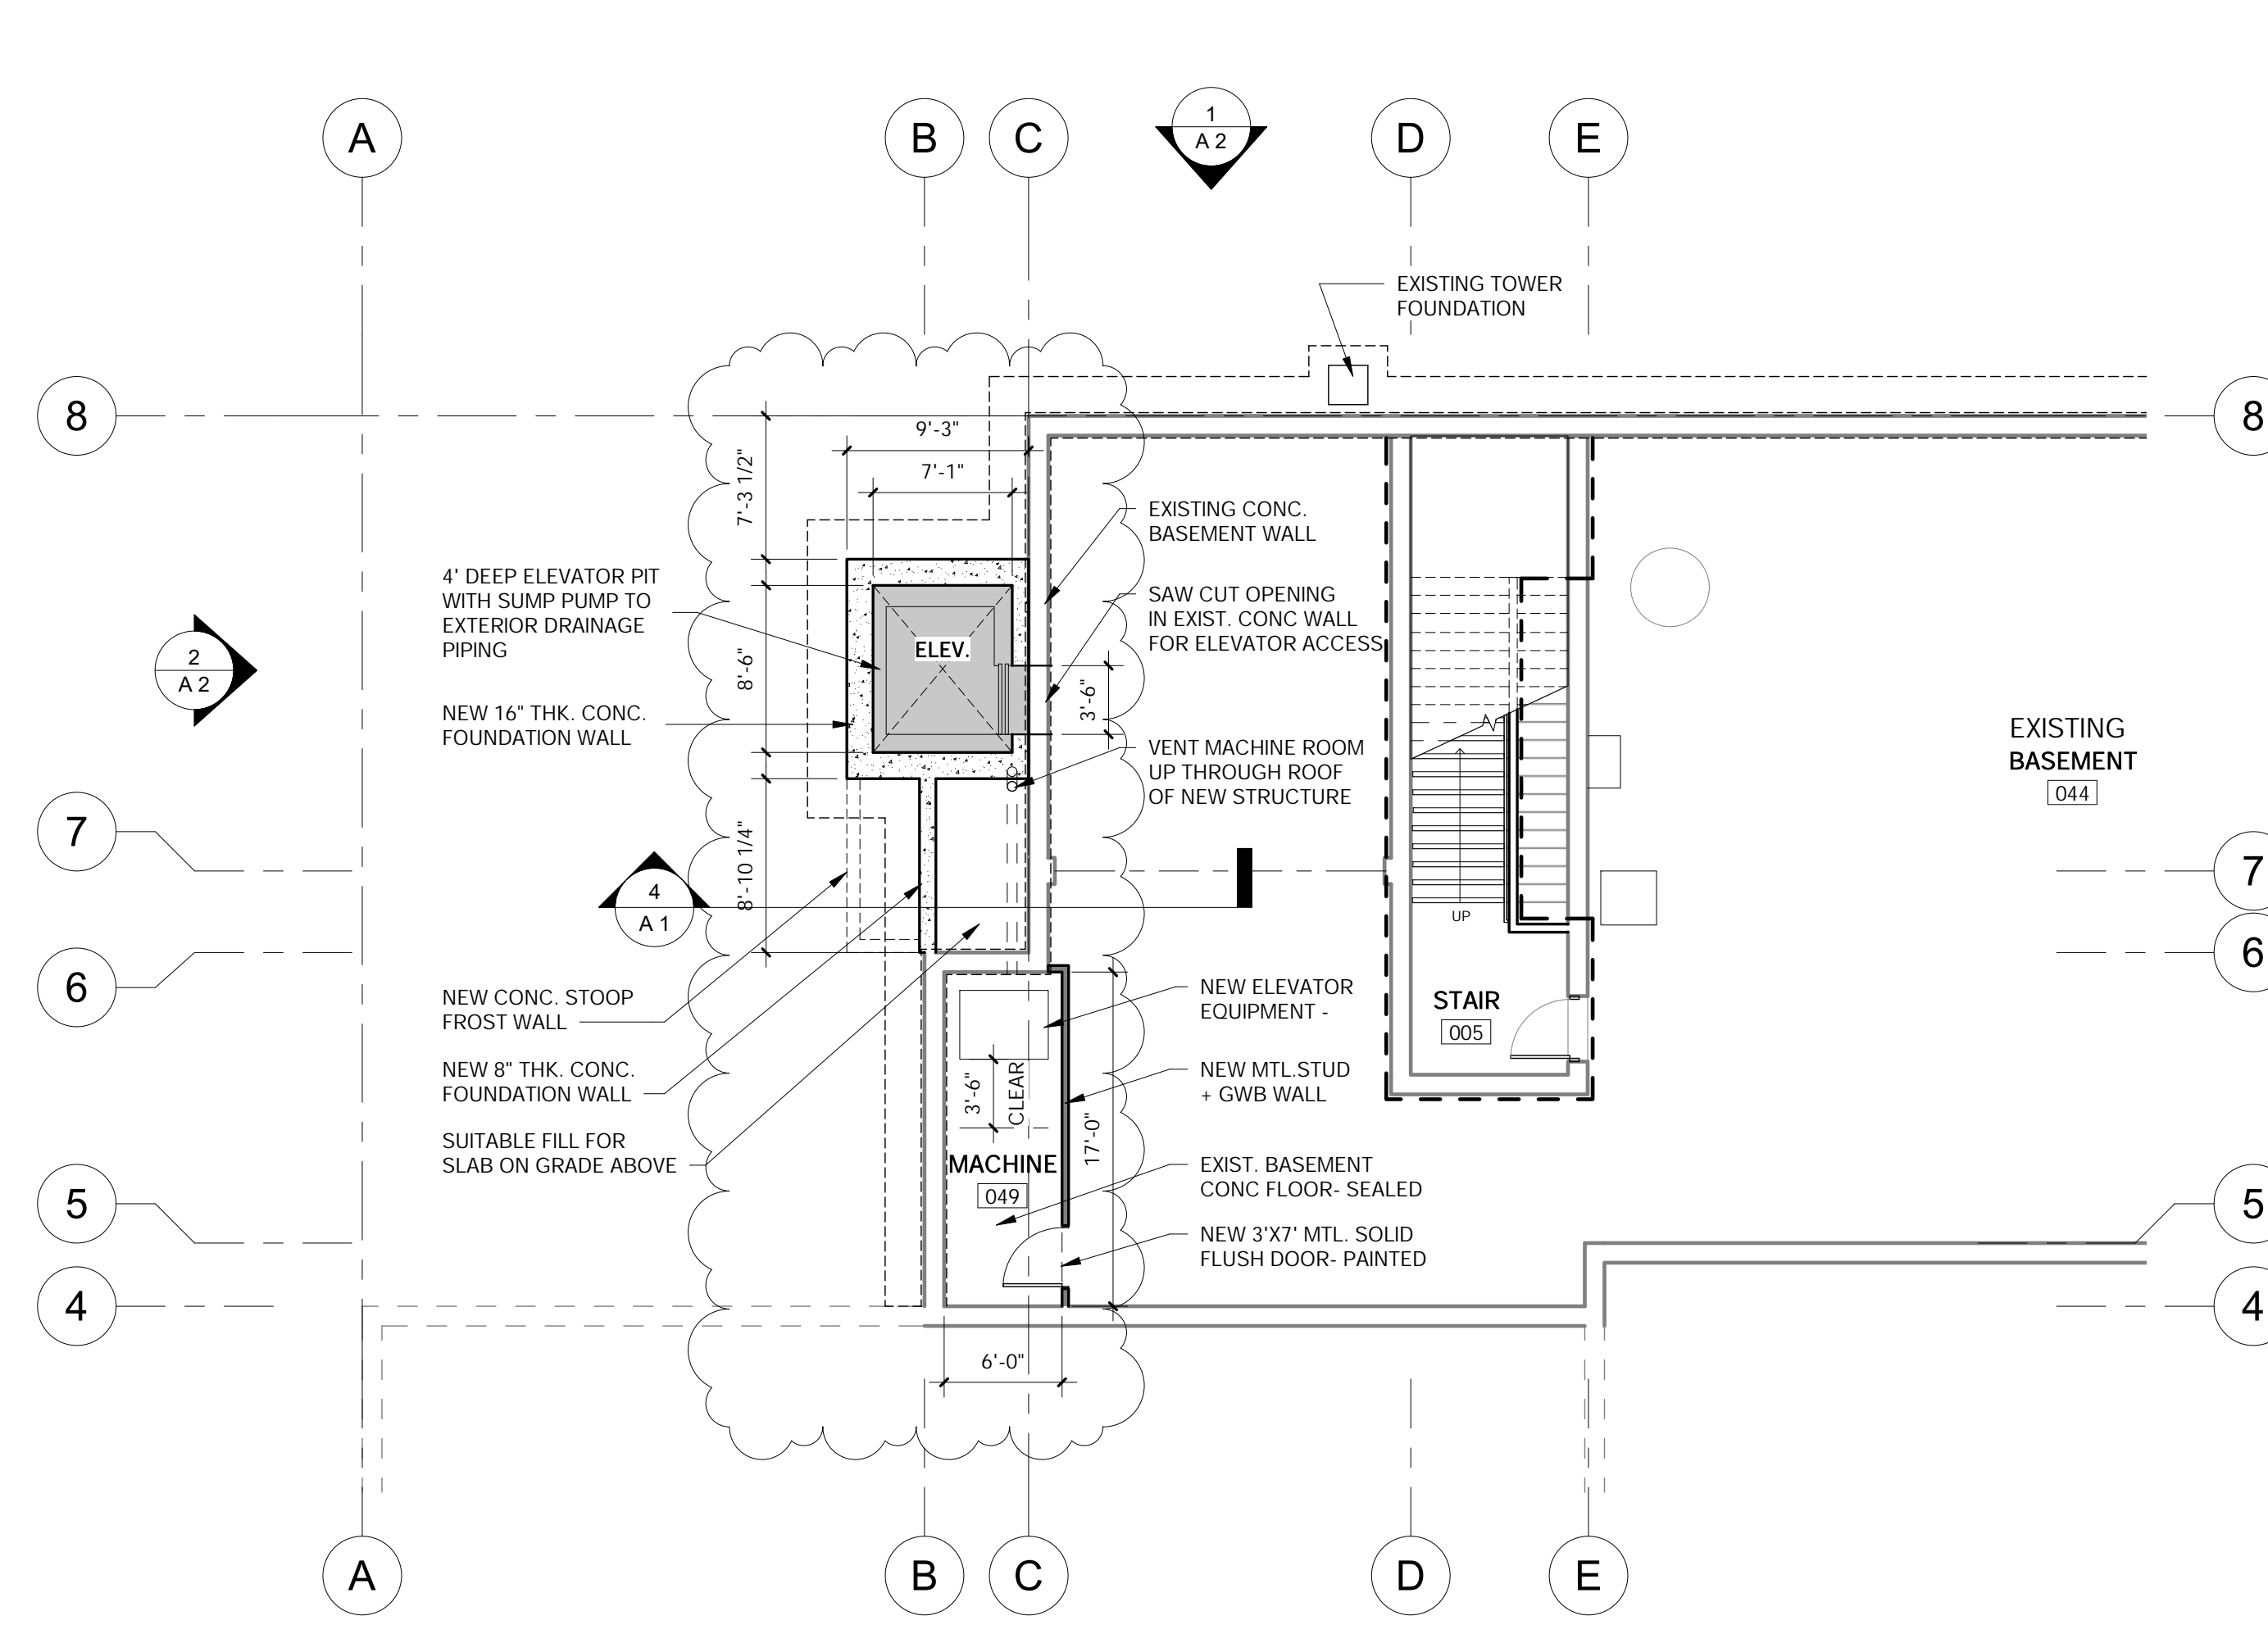 A
B
C
1
A 2
D
E
EXISTING TOWER
FOUNDATION
8
8
9'-3"
7'-1"
7'-3 1/2"
EXISTING CONC.
BASEMENT WALL
4' DEEP ELEVATOR PIT
WITH SUMP PUMP TO
EXTERIOR DRAINAGE
PIPING
SAW CUT OPENING
IN EXIST. CONC WALL
FOR ELEVATOR ACCESS
ELEV.
2
A 2
8'-6"
3'-6"
NEW 16" THK. CONC.
FOUNDATION WALL
VENT MACHINE ROOM
UP THROUGH ROOF
OF NEW STRUCTURE
EXISTING
BASEMENT
044
7
7
8'-10 1/4"
4
A 1
UP
6
6
NEW CONC. STOOP
FROST WALL
NEW ELEVATOR
EQUIPMENT -
STAIR
005
NEW 8" THK. CONC.
FOUNDATION WALL
3'-6"
CLEAR
NEW MTL.STUD
+ GWB WALL
17'-0"
SUITABLE FILL FOR
SLAB ON GRADE ABOVE
MACHINE
049
EXIST. BASEMENT
CONC FLOOR- SEALED
5
5
NEW 3'X7' MTL. SOLID
FLUSH DOOR- PAINTED
4
4
6'-0"
A
B
C
D
E